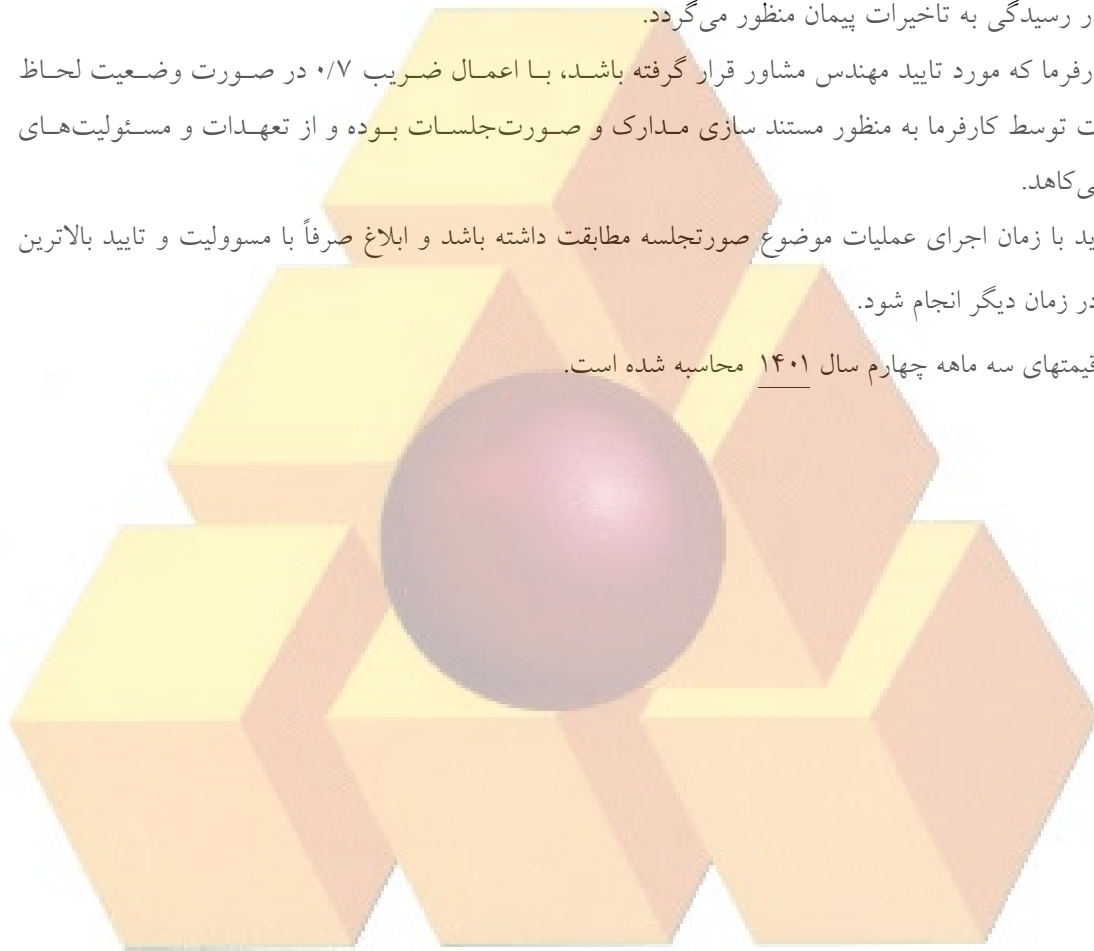 ر رسیدگی به تاخیرات پیمان منظور می‌گردد.
رفرما که مورد تایید مهندس مشاور قرار گرفته باشد، با اعمال ضریب ۰/۷ در صورت وضعیت لحاظ
ت توسط کارفرما به منظور مستند سازی مدارک و صورت‌جلسات بوده و از تعهدات و مسئولیت‌های
ی‌کاهد.
ید با زمان اجرای عملیات موضوع صورتجلسه مطابقت داشته باشد و ابلاغ صرفاً با مسوولیت و تایید بالاترین
در زمان دیگر انجام شود.
قیمتهای سه ماهه چهارم سال ۱۴۰۱ محاسبه شده است.